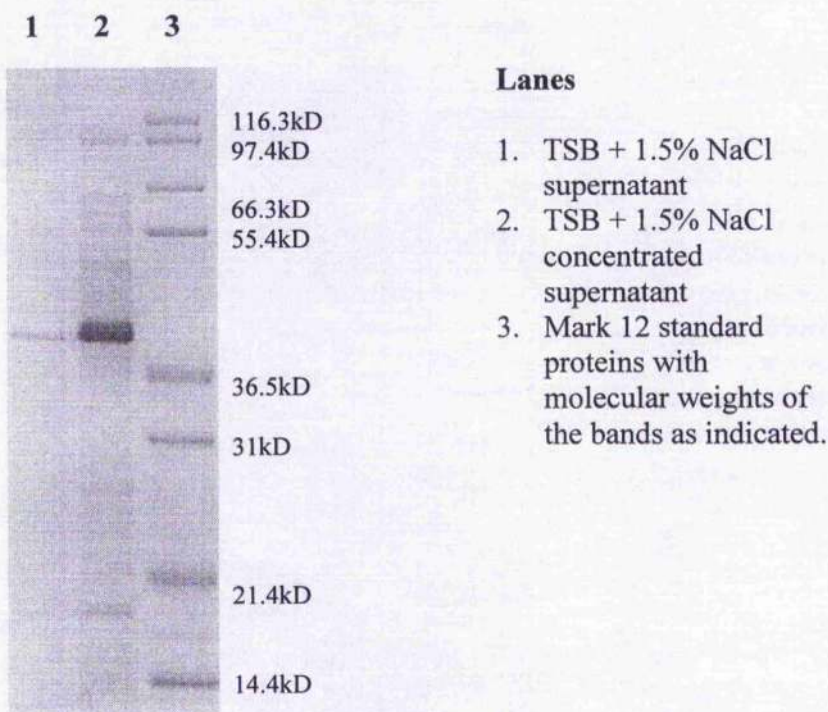 1 2 3
116.3kD
97.4kD
66.3kD
55.4kD
36.5kD
31kD
21.4kD
14.4kD
Lanes
1. TSB + 1.5% NaCl
supernatant
2. TSB + 1.5% NaCl
concentrated
supernatant
3. Mark 12 standard
proteins with
molecular weights of
the bands as indicated.